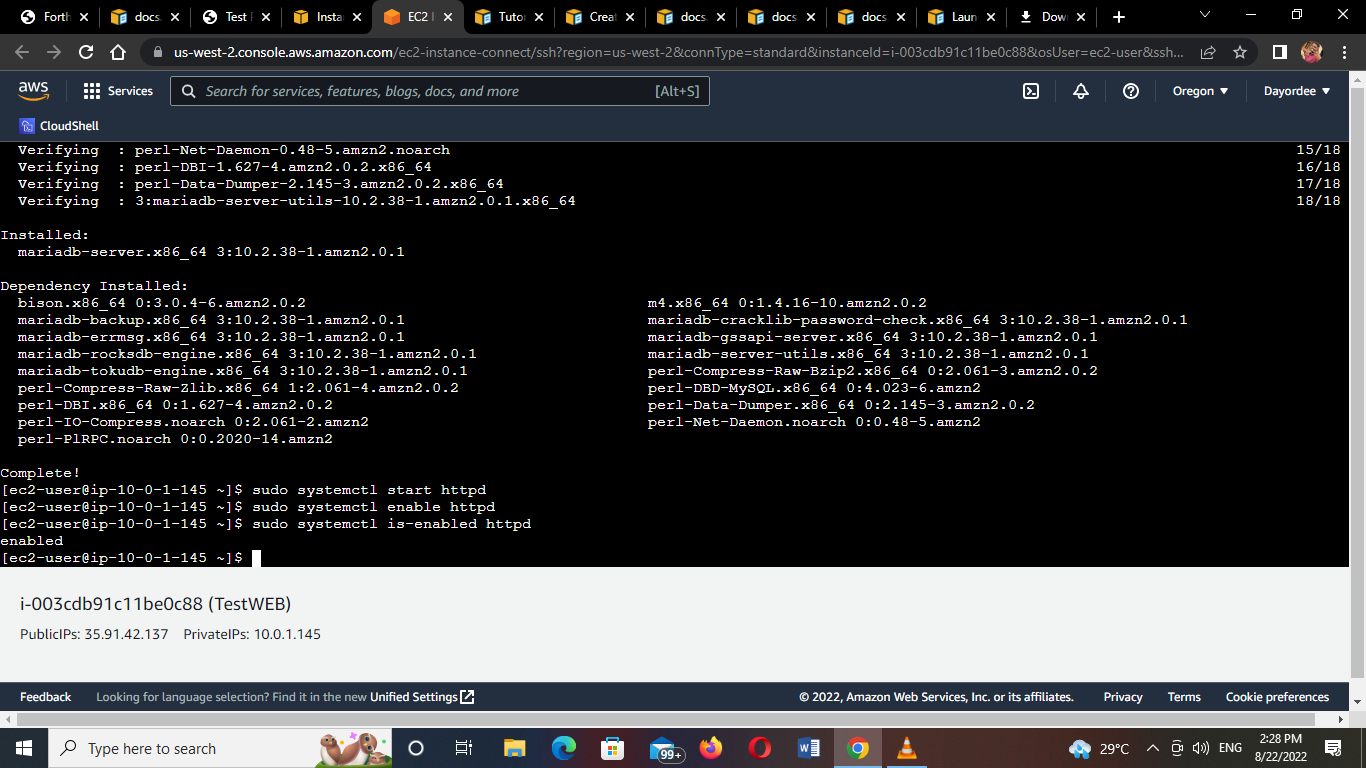 Forth
docs.
Test
Insta
EC2
Tuto
Crea
docs.
docs.
docs.
Laun
Dow
us-west-2.console.aws.amazon.com/ec2-instance-connect/ssh?region=us-west-2&connType=standard&instanceId=i-003cdb91c11be0c88&osUser=ec2-user&ssh...
aws
Services
Search for services, features, blogs, docs, and more
[Alt+S]
Oregon
Dayordee
CloudShell
Verifying : perl-Net-Daemon-0.48-5.amzn2.noarch 15/18
Verifying : perl-DBI-1.627-4.amzn2.0.2.x86_64 16/18
Verifying : perl-Data-Dumper-2.145-3.amzn2.0.2.x86_64 17/18
Verifying : 3:mariadb-server-utils-10.2.38-1.amzn2.0.1.x86_64 18/18
Installed:
mariadb-server.x86_64 3:10.2.38-1.amzn2.0.1
Dependency Installed:
bison.x86_64 0:3.0.4-6.amzn2.0.2 m4.x86_64 0:1.4.16-10.amzn2.0.2
mariadb-backup.x86_64 3:10.2.38-1.amzn2.0.1 mariadb-cracklib-password-check.x86_64 3:10.2.38-1.amzn2.0.1
mariadb-errmsg.x86_64 3:10.2.38-1.amzn2.0.1 mariadb-gssapi-server.x86_64 3:10.2.38-1.amzn2.0.1
mariadb-rocksdb-engine.x86_64 3:10.2.38-1.amzn2.0.1 mariadb-server-utils.x86_64 3:10.2.38-1.amzn2.0.1
mariadb-tokudb-engine.x86_64 3:10.2.38-1.amzn2.0.1 perl-Compress-Raw-Bzip2.x86_64 0:2.061-3.amzn2.0.2
perl-Compress-Raw-Zlib.x86_64 1:2.061-4.amzn2.0.2 perl-DBD-MySQL.x86_64 0:4.023-6.amzn2
perl-DBI.x86_64 0:1.627-4.amzn2.0.2 perl-Data-Dumper.x86_64 0:2.145-3.amzn2.0.2
perl-IO-Compress.noarch 0:2.061-2.amzn2 perl-Net-Daemon.noarch 0:0.48-5.amzn2
perl-PlRPC.noarch 0:0.2020-14.amzn2
Complete!
[ec2-user@ip-10-0-1-145 ~]$ sudo systemctl start httpd
[ec2-user@ip-10-0-1-145 ~]$ sudo systemctl enable httpd
[ec2-user@ip-10-0-1-145 ~]$ sudo systemctl is-enabled httpd
enabled
[ec2-user@ip-10-0-1-145 ~]$
i-003cdb91c11be0c88 (TestWEB)
PublicIPs: 35.91.42.137 PrivateIPs: 10.0.1.145
Feedback Looking for language selection? Find it in the new Unified Settings © 2022, Amazon Web Services, Inc. or its affiliates. Privacy Terms Cookie preferences
Type here to search
99+
29°C
ENG
2:28 PM
8/22/2022